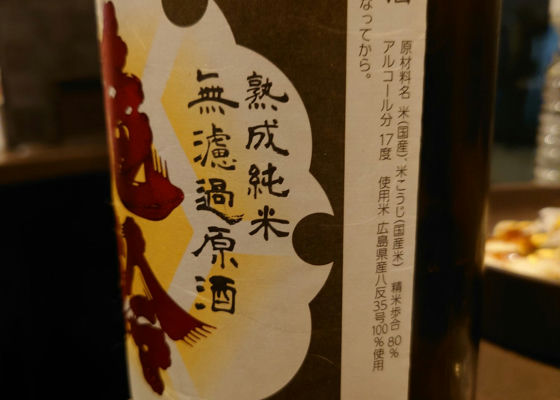 なってから。
原材料名 米(国産)、米こうじ(国産米) 精米歩合 80%
アルコール分 17度 使用米 広島県産八反35号100%使用
熟成純米
無濾過原酒